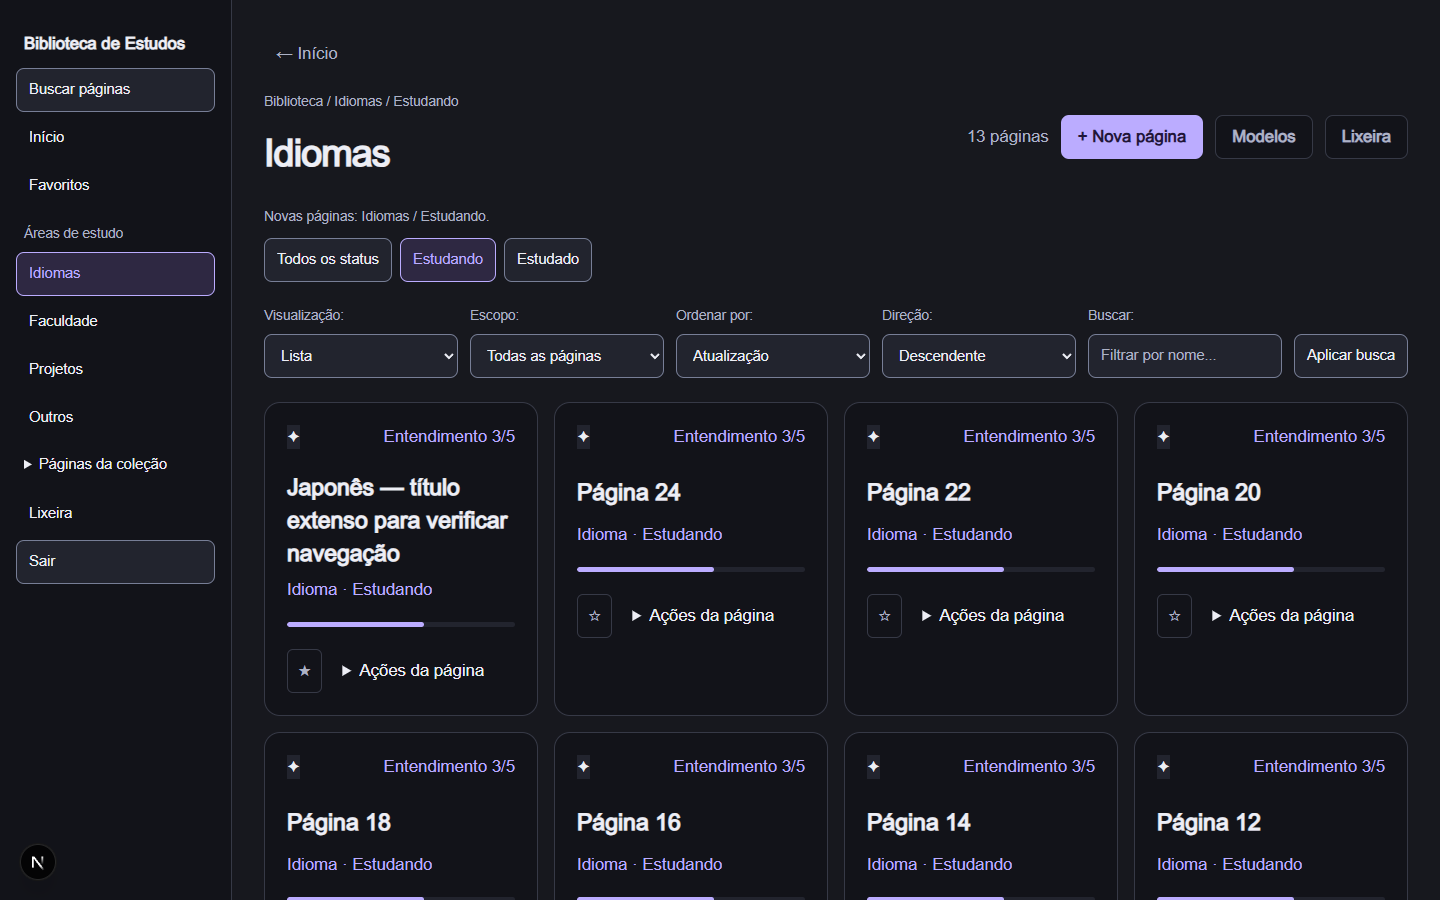 Biblioteca de Estudos
Buscar páginas
Início
Favoritos
Áreas de estudo
Idiomas
Faculdade
Projetos
Outros
▶ Páginas da coleção
Lixeira
Sair
N
← Início
Biblioteca / Idiomas / Estudando
Idiomas
13 páginas
+ Nova página
Modelos
Lixeira
Novas páginas: Idiomas / Estudando.
Todos os status
Estudando
Estudado
Visualização:
Escopo:
Ordenar por:
Direção:
Buscar:
Lista
Todas as páginas
Atualização
Descendente
Filtrar por nome...
Aplicar busca
✦ Entendimento 3/5
Japonês — título
extenso para verificar
navegação
Idioma · Estudando
★ ▶ Ações da página
✦ Entendimento 3/5
Página 24
Idioma · Estudando
☆ ▶ Ações da página
✦ Entendimento 3/5
Página 22
Idioma · Estudando
☆ ▶ Ações da página
✦ Entendimento 3/5
Página 20
Idioma · Estudando
☆ ▶ Ações da página
✦ Entendimento 3/5
Página 18
Idioma · Estudando
✦ Entendimento 3/5
Página 16
Idioma · Estudando
✦ Entendimento 3/5
Página 14
Idioma · Estudando
✦ Entendimento 3/5
Página 12
Idioma · Estudando